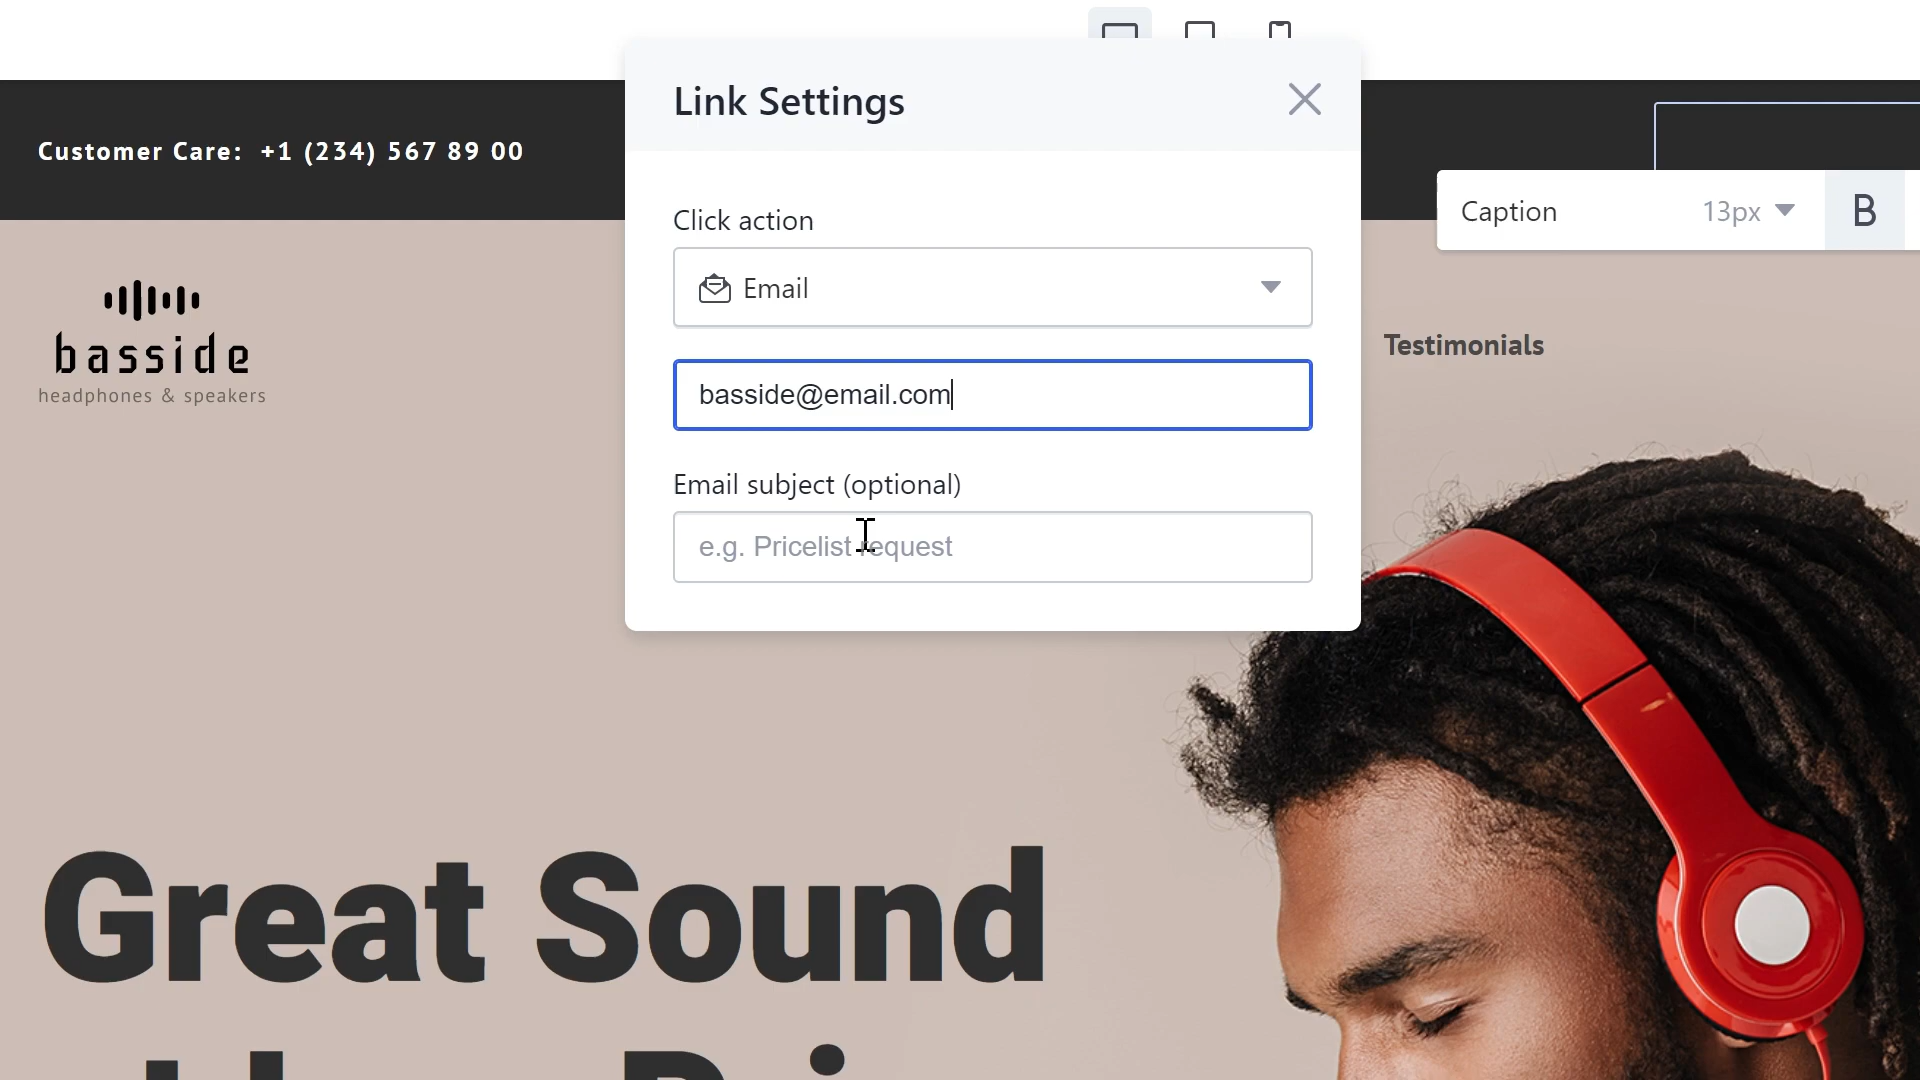 Link Settings
Customer Care: +1 (234) 567 89 00
Click action
Caption 13px B
Email
basside
headphones & speakers
Testimonials
basside@email.com
Email subject (optional)
e.g. Pricelist request
Great Sound